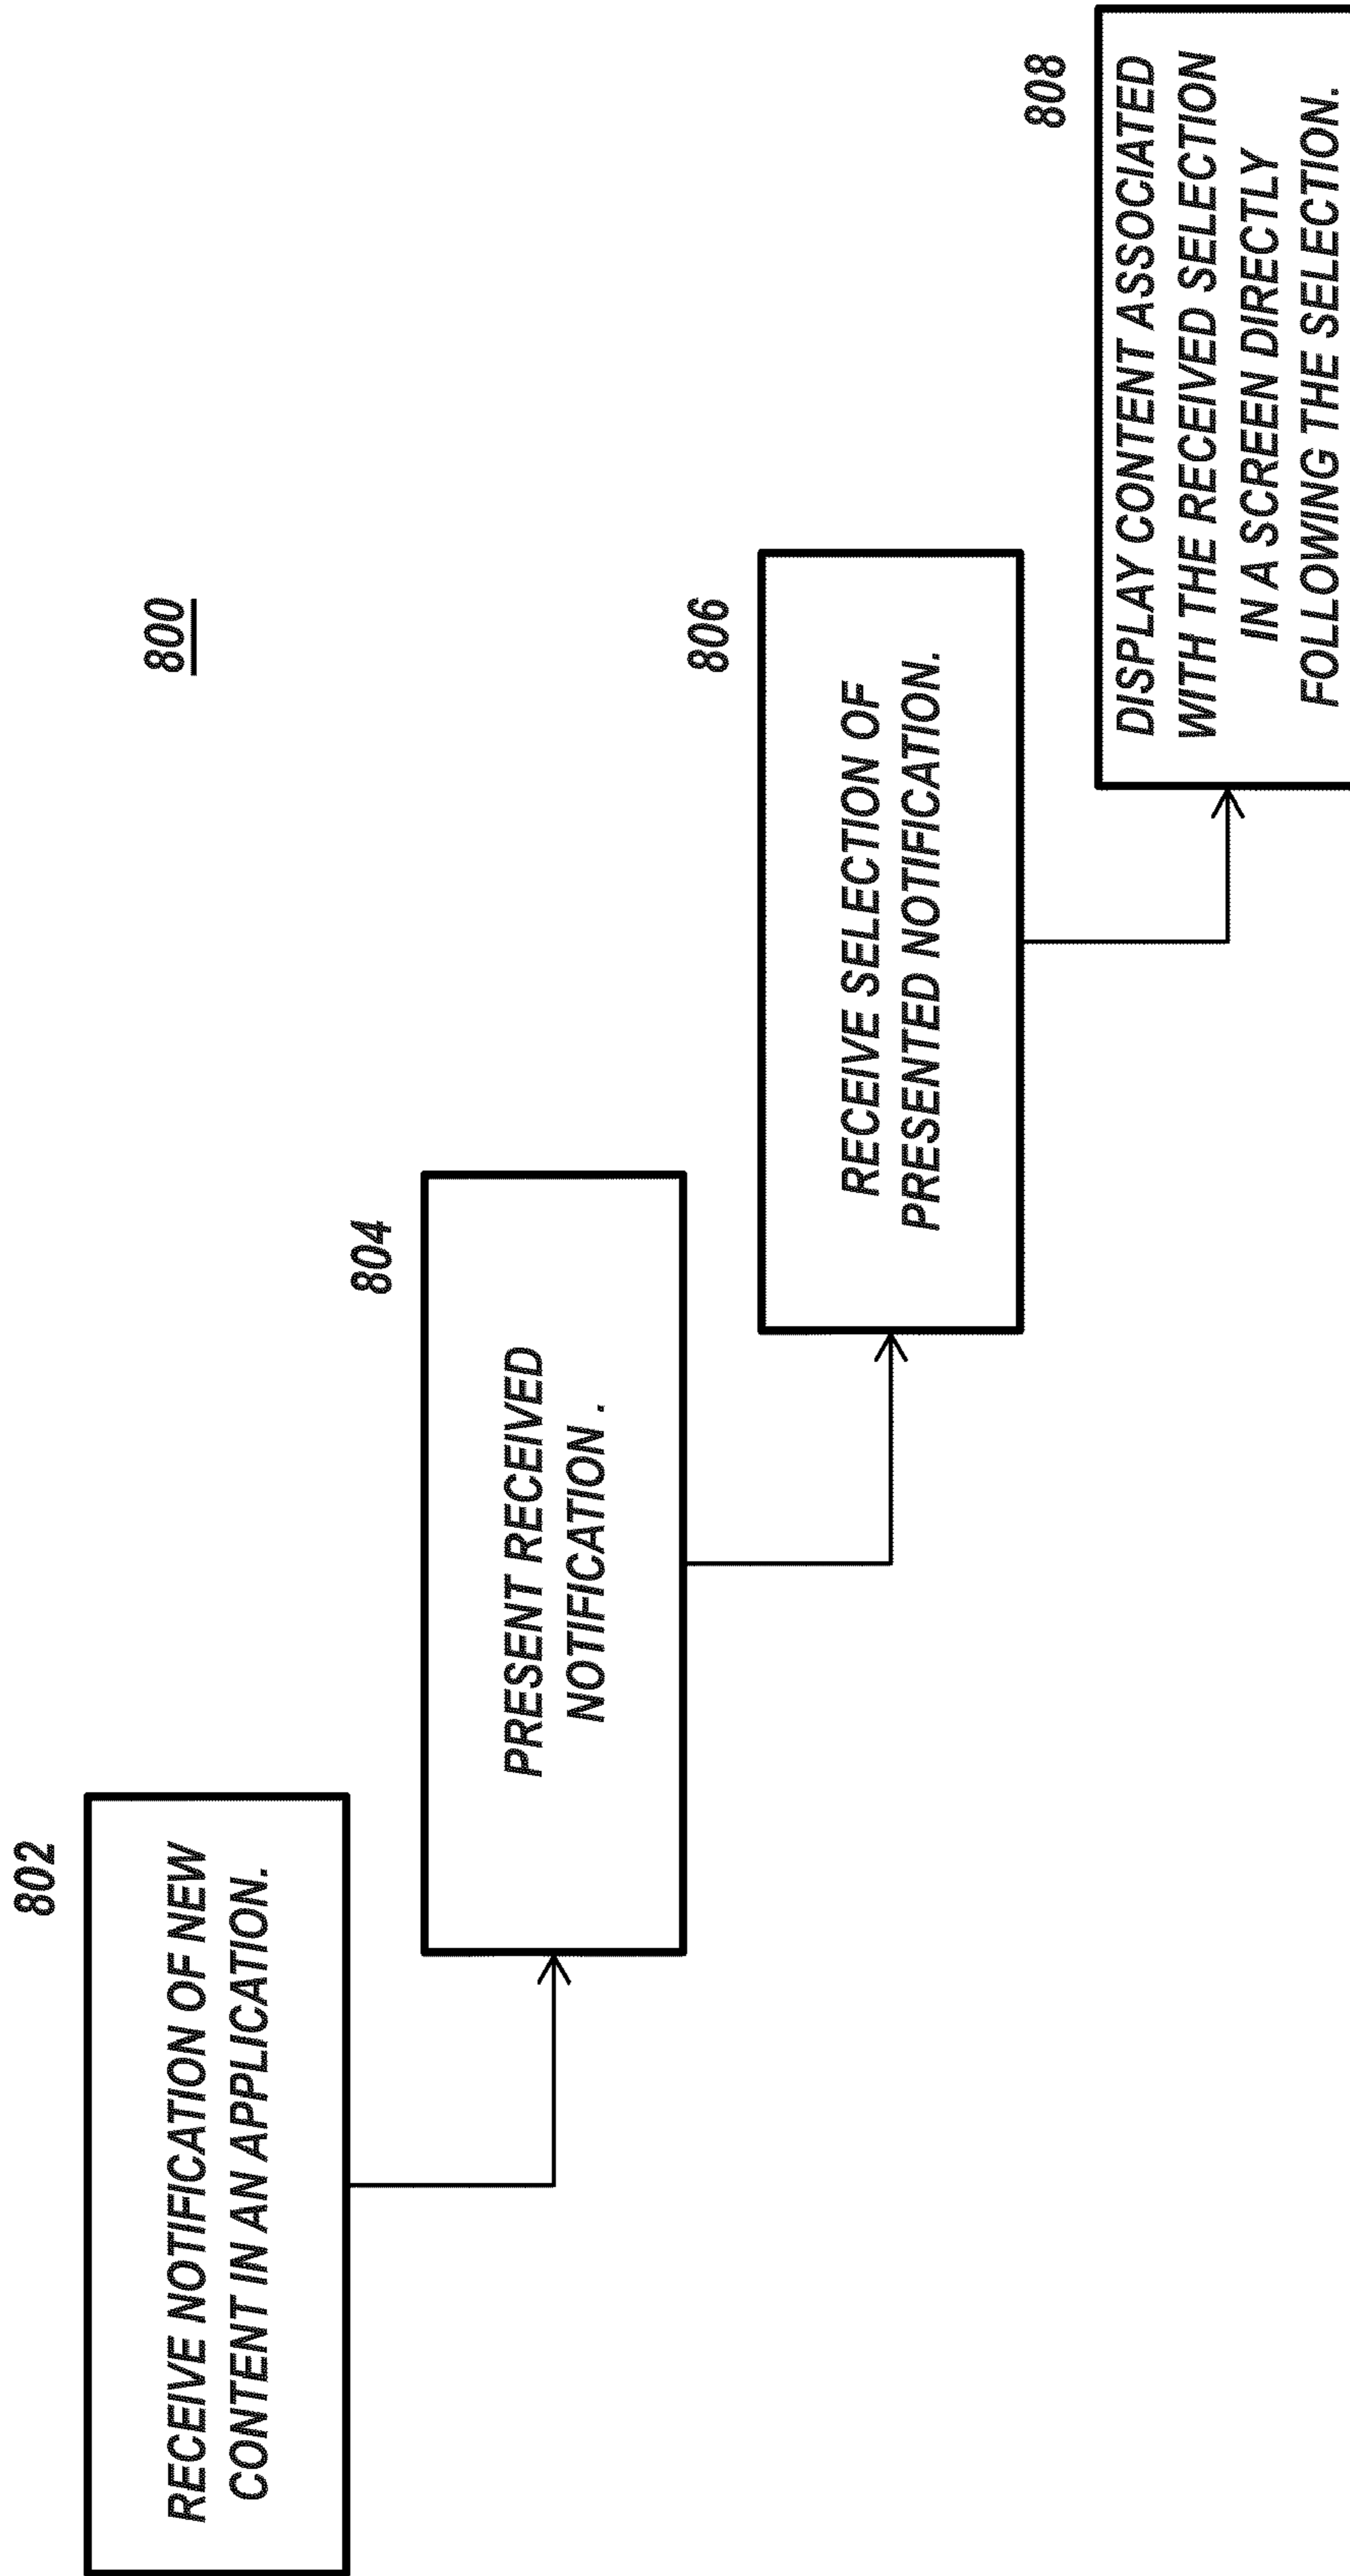 800
802
RECEIVE NOTIFICATION OF NEW
CONTENT IN AN APPLICATION.
804
PRESENT RECEIVED
NOTIFICATION .
806
RECEIVE SELECTION OF
PRESENTED NOTIFICATION.
808
DISPLAY CONTENT ASSOCIATED
WITH THE RECEIVED SELECTION
IN A SCREEN DIRECTLY
FOLLOWING THE SELECTION.